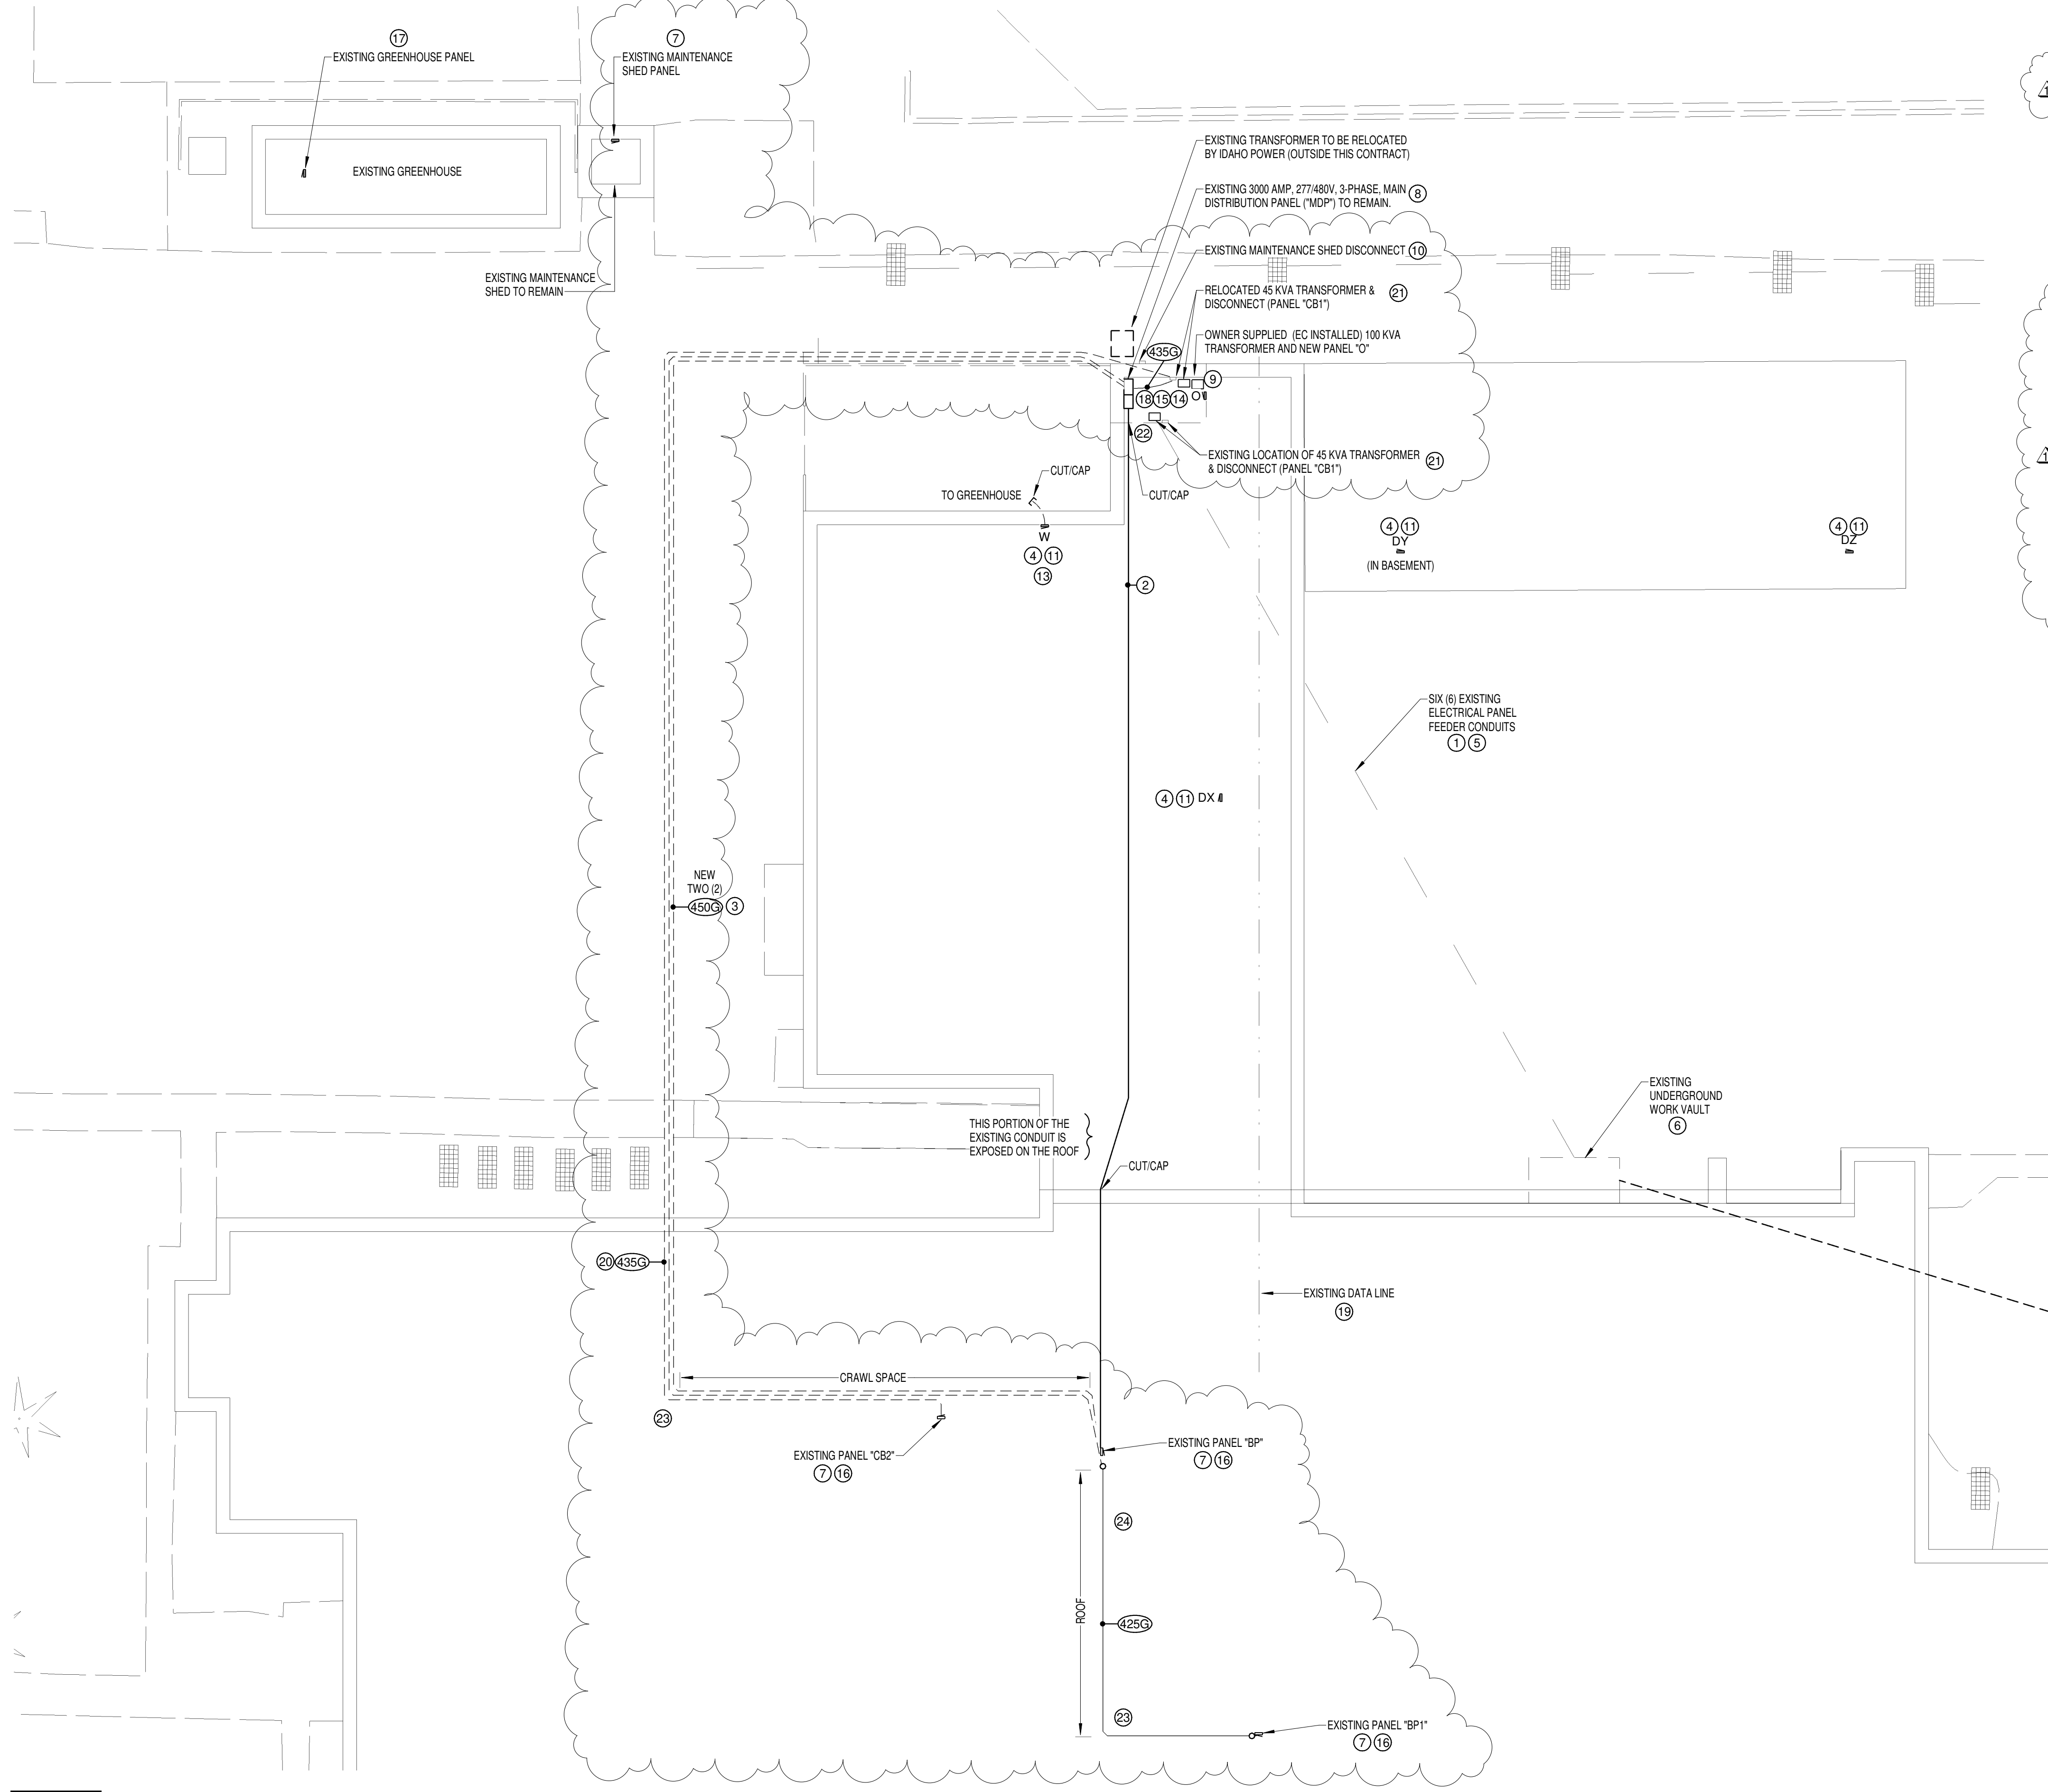 17
EXISTING GREENHOUSE PANEL
7
EXISTING MAINTENANCE
SHED PANEL
EXISTING GREENHOUSE
EXISTING MAINTENANCE
SHED TO REMAIN
EXISTING TRANSFORMER TO BE RELOCATED
BY IDAHO POWER (OUTSIDE THIS CONTRACT)
EXISTING 3000 AMP, 277/480V, 3-PHASE, MAIN
DISTRIBUTION PANEL ("MDP") TO REMAIN.
8
EXISTING MAINTENANCE SHED DISCONNECT
10
RELOCATED 45 KVA TRANSFORMER &
DISCONNECT (PANEL "CB1")
21
OWNER SUPPLIED (EC INSTALLED) 100 KVA
TRANSFORMER AND NEW PANEL "O"
435G
9
18 15 14
O
22
EXISTING LOCATION OF 45 KVA TRANSFORMER
& DISCONNECT (PANEL "CB1")
21
CUT/CAP
TO GREENHOUSE
CUT/CAP
W
4 11
13
4 11
DY
(IN BASEMENT)
4 11
DZ
2
SIX (6) EXISTING
ELECTRICAL PANEL
FEEDER CONDUITS
1 5
4 11 DX
NEW
TWO (2)
450G 3
EXISTING
UNDERGROUND
WORK VAULT
6
THIS PORTION OF THE
EXISTING CONDUIT IS
EXPOSED ON THE ROOF
CUT/CAP
20 435G
EXISTING DATA LINE
19
CRAWL SPACE
23
EXISTING PANEL "CB2"
7 16
EXISTING PANEL "BP"
7 16
24
ROOF
425G
23
EXISTING PANEL "BP1"
7 16